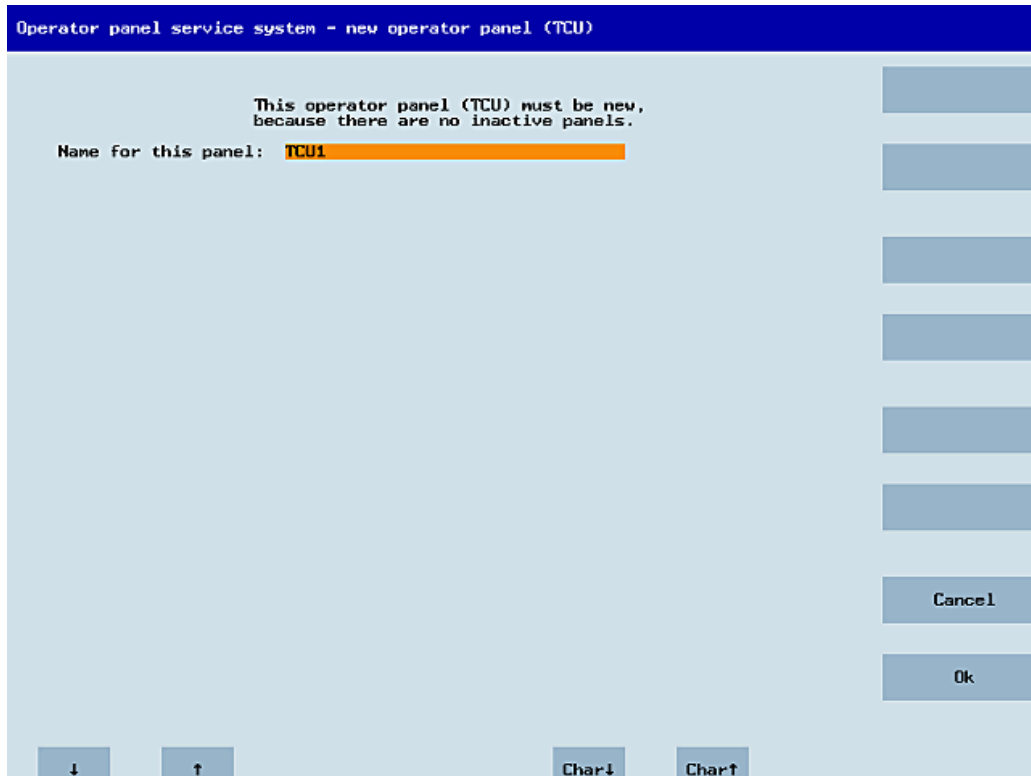 Operator panel service system - new operator panel (TCU)
This operator panel (TCU) must be new,
because there are no inactive panels.
Name for this panel: TCU1
Cancel
Ok
↓ ↑ Char↓ Char↑